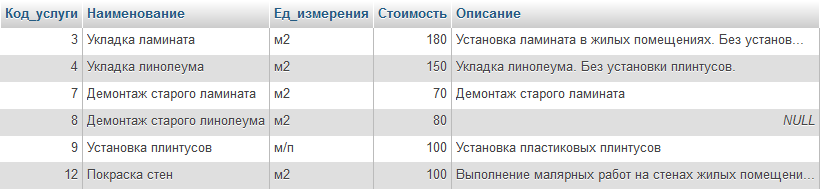 Код_услуги Наименование Ед_измерения Стоимость Описание
3 Укладка ламината м2 180 Установка ламината в жилых помещениях. Без установ...
4 Укладка линолеума м2 150 Укладка линолеума. Без установки плинтусов.
7 Демонтаж старого ламината м2 70 Демонтаж старого ламината
8 Демонтаж старого линолеума м2 80 NULL
9 Установка плинтусов м/п 100 Установка пластиковых плинтусов
12 Покраска стен м2 100 Выполнение малярных работ на стенах жилых помещени...